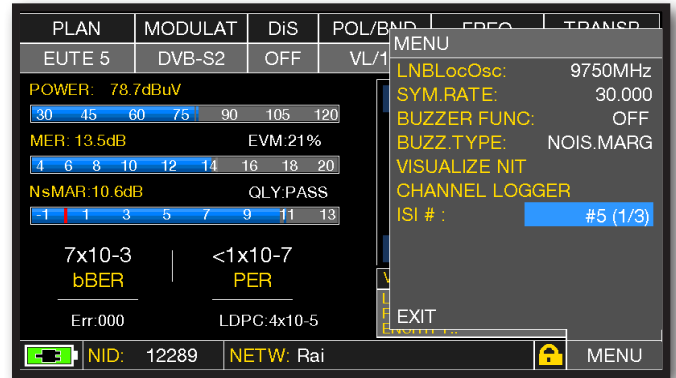 PLAN MODULAT DiS POL/BND FREQ TRANSP
EUTE 5 DVB-S2 OFF VL/1
MENU
LNBLocOsc: 9750MHz
SYM.RATE: 30.000
BUZZER FUNC: OFF
BUZZ.TYPE: NOIS.MARG
VISUALIZE NIT
CHANNEL LOGGER
ISI # : #5 (1/3)
EXIT
POWER: 78.7dBuV
30 45 60 75 90 105 120
MER: 13.5dB EVM:21%
4 6 8 10 12 14 16 18 20
NsMAR:10.6dB QLY:PASS
-1 1 3 5 7 9 11 13
7x10-3 <1x10-7
bBER PER
Err:000 LDPC:4x10-5
NID: 12289 NETW: Rai MENU